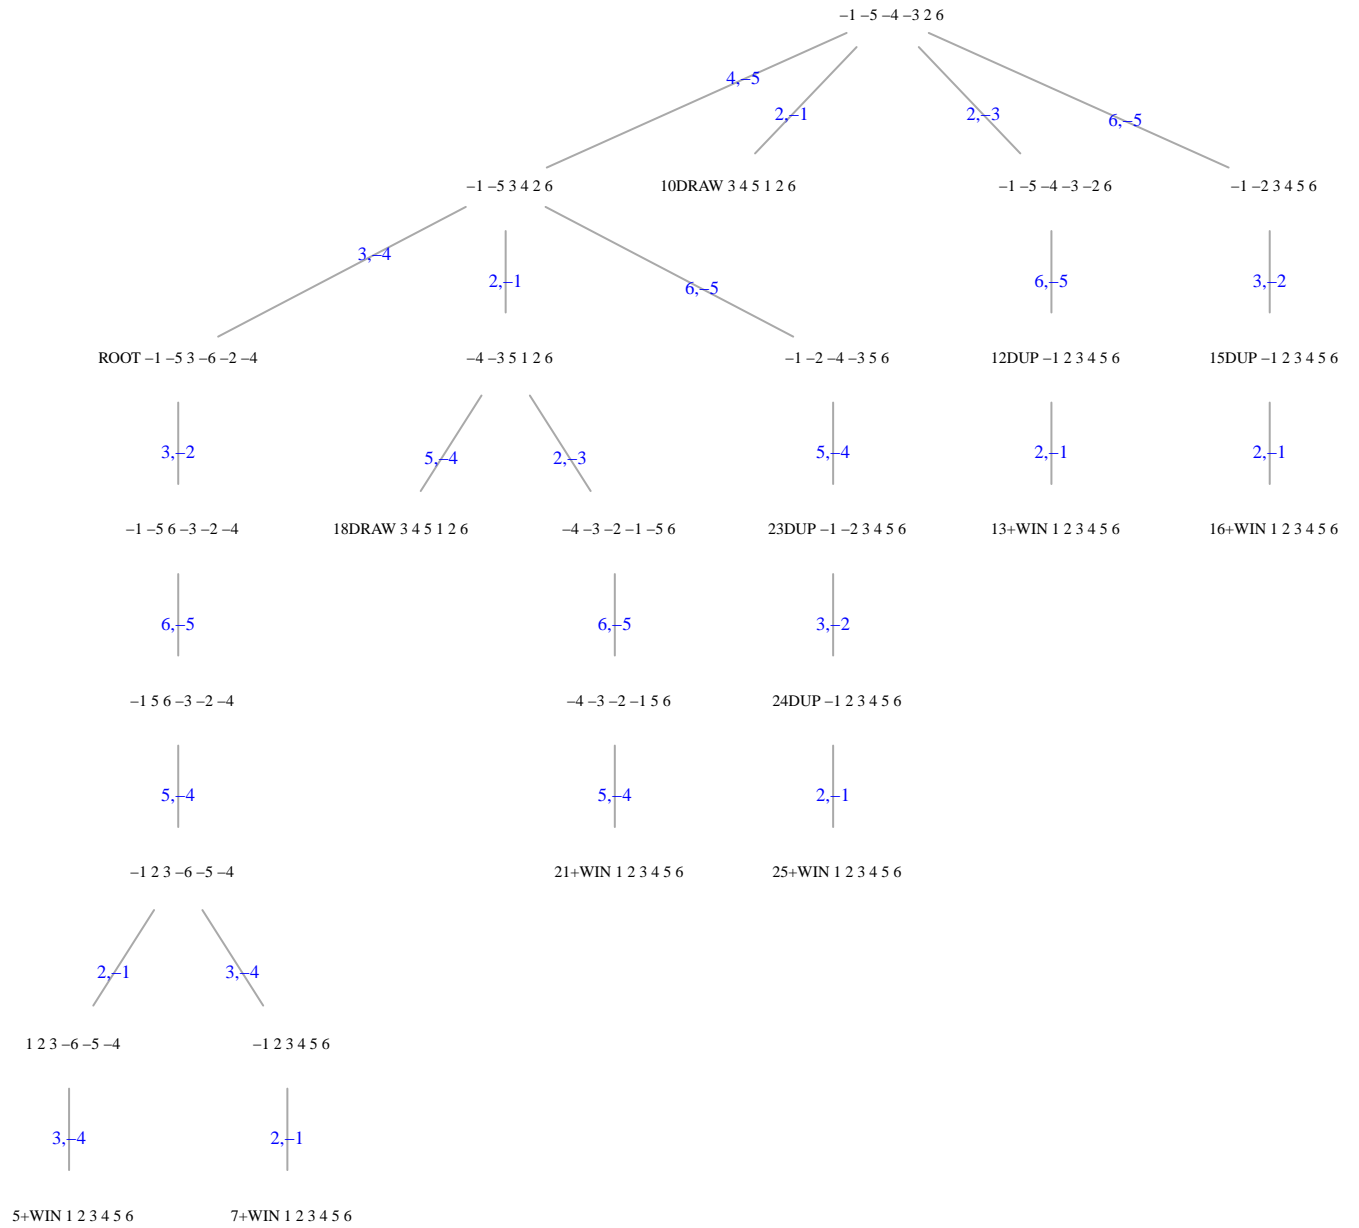 −1 −5 −4 −3 2 6
4,−5
2,−1
2,−3
6,−5
−1 −5 3 4 2 6
10DRAW 3 4 5 1 2 6
−1 −5 −4 −3 −2 6
−1 −2 3 4 5 6
3,−4
2,−1
6,−5
6,−5
3,−2
ROOT −1 −5 3 −6 −2 −4
−4 −3 5 1 2 6
−1 −2 −4 −3 5 6
12DUP −1 2 3 4 5 6
15DUP −1 2 3 4 5 6
3,−2
5,−4
2,−3
5,−4
2,−1
2,−1
−1 −5 6 −3 −2 −4
18DRAW 3 4 5 1 2 6
−4 −3 −2 −1 −5 6
23DUP −1 −2 3 4 5 6
13+WIN 1 2 3 4 5 6
16+WIN 1 2 3 4 5 6
6,−5
6,−5
3,−2
−1 5 6 −3 −2 −4
−4 −3 −2 −1 5 6
24DUP −1 2 3 4 5 6
5,−4
5,−4
2,−1
−1 2 3 −6 −5 −4
21+WIN 1 2 3 4 5 6
25+WIN 1 2 3 4 5 6
2,−1
3,−4
1 2 3 −6 −5 −4
−1 2 3 4 5 6
3,−4
2,−1
5+WIN 1 2 3 4 5 6
7+WIN 1 2 3 4 5 6